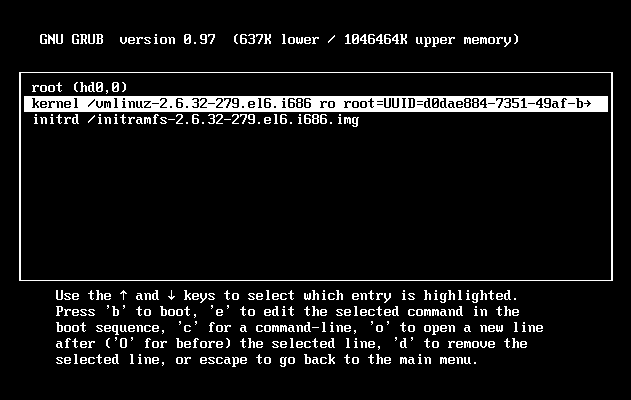 GNU GRUB  version 0.97  (637K lower / 1046464K upper memory)
root (hd0,0)
kernel /vmlinuz-2.6.32-279.el6.i686 ro root=UUID=d0dae884-7351-49af-b→
initrd /initramfs-2.6.32-279.el6.i686.img
Use the ↑ and ↓ keys to select which entry is highlighted.
Press 'b' to boot, 'e' to edit the selected command in the
boot sequence, 'c' for a command-line, 'o' to open a new line
after ('O' for before) the selected line, 'd' to remove the
selected line, or escape to go back to the main menu.